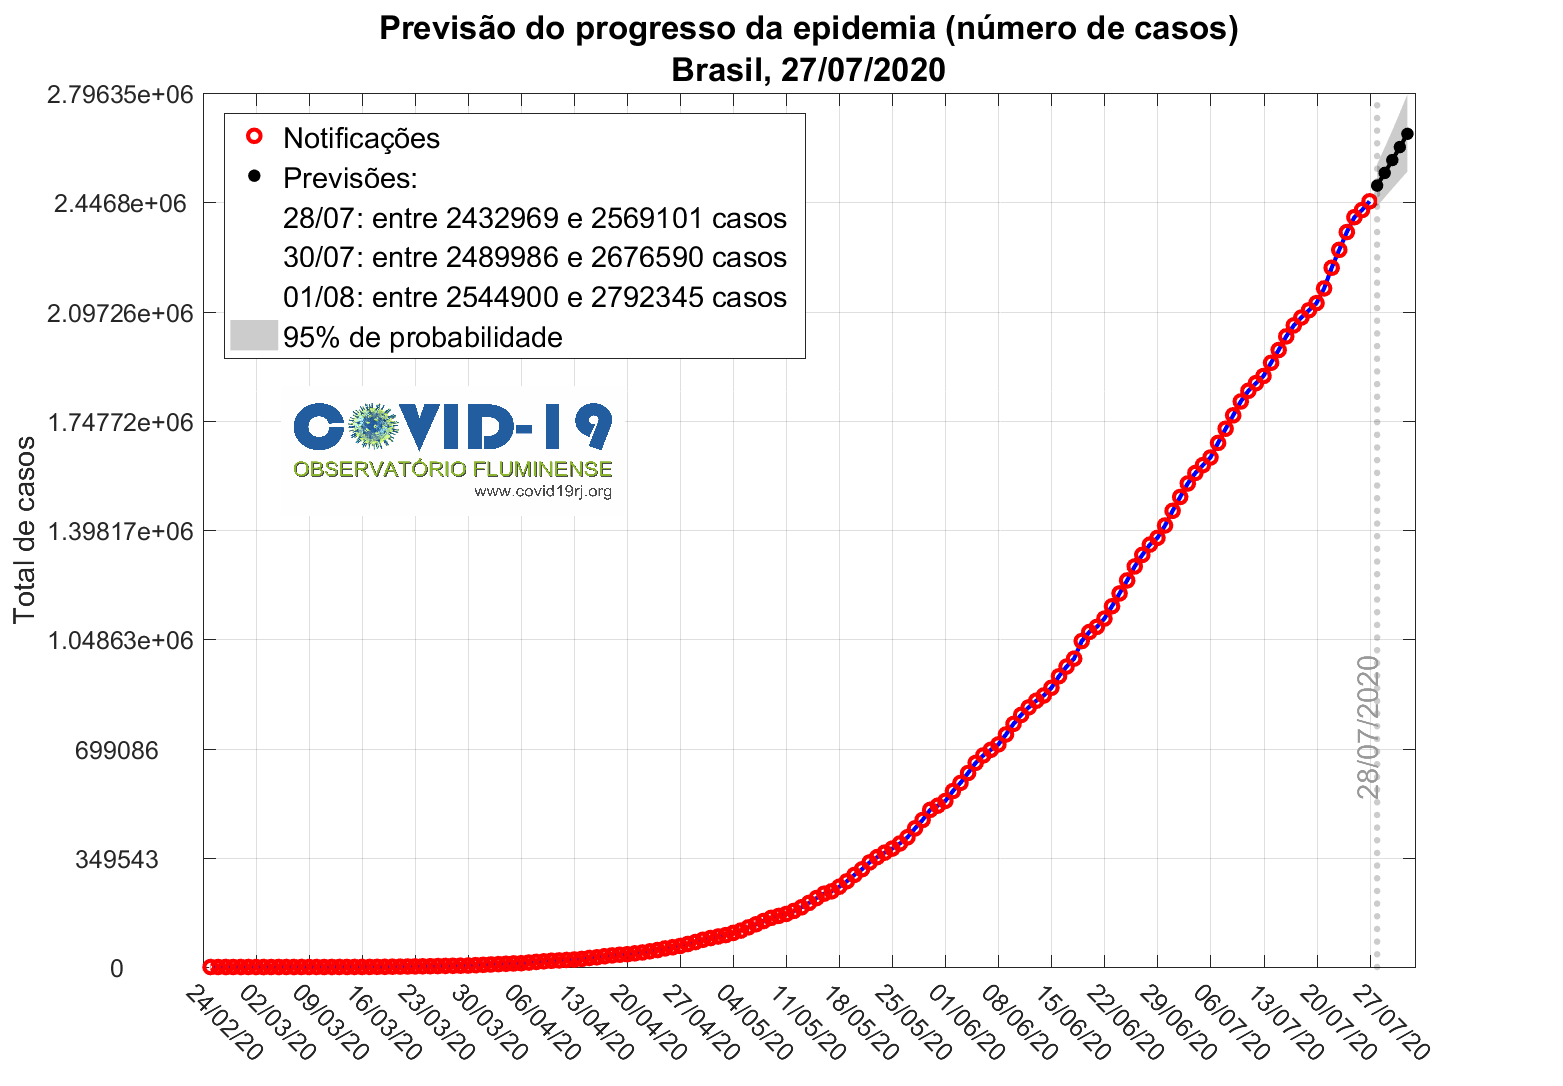 Previsão do progresso da epidemia (número de casos)
Brasil, 27/07/2020
2.79635e+06
2.4468e+06
2.09726e+06
1.74772e+06
1.39817e+06
1.04863e+06
699086
349543
0
Total de casos
Notificações
Previsões:
28/07: entre 2432969 e 2569101 casos
30/07: entre 2489986 e 2676590 casos
01/08: entre 2544900 e 2792345 casos
95% de probabilidade
COVID-19
OBSERVATÓRIO FLUMINENSE
www.covid19rj.org
28/07/2020
24/02/20
02/03/20
09/03/20
16/03/20
23/03/20
30/03/20
06/04/20
13/04/20
20/04/20
27/04/20
04/05/20
11/05/20
18/05/20
25/05/20
01/06/20
08/06/20
15/06/20
22/06/20
29/06/20
06/07/20
13/07/20
20/07/20
27/07/20